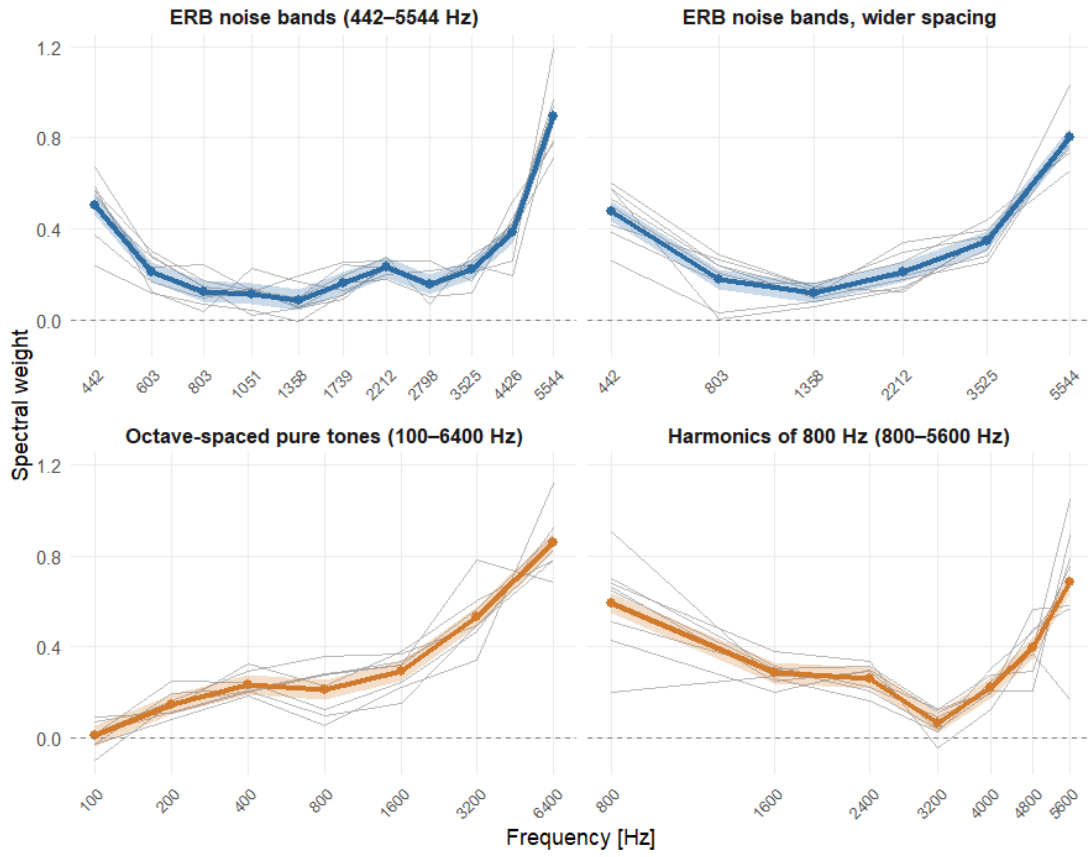 ERB noise bands (442–5544 Hz)
ERB noise bands, wider spacing
1.2
0.8
0.4
0.0
442 603 803 1051 1358 1739 2212 2798 3525 4426 5544
442 803 1358 2212 3525 5544
Spectral weight
Octave-spaced pure tones (100–6400 Hz)
Harmonics of 800 Hz (800–5600 Hz)
1.2
0.8
0.4
0.0
100 200 400 800 1600 3200 6400
800 1600 2400 3200 4000 4800 5600
Frequency [Hz]